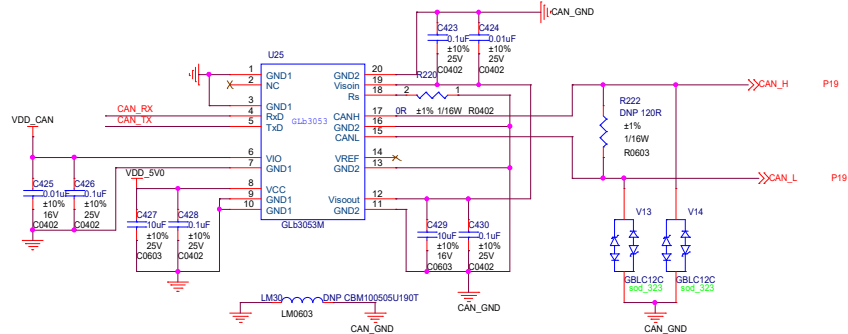 C423
0.1uF
±10%
25V
C0402
C424
0.01uF
±10%
25V
C0402
CAN_GND
U25
1
2
3
4
5
6
7
8
9
10
GND1
NC
GND1
RxD
TxD
VIO
GND1
VCC
GND1
GND1
GLb3053
GLb3053M
GND2
Visoin
Rs
CANH
GND2
CANL
VREF
GND2
Visoout
GND2
20
19
18
17
16
15
14
13
12
11
R220
2
1
0R ±1% 1/16W R0402
CAN_RX
CAN_TX
VDD_CAN
VDD_5V0
C425
0.01uF
±10%
16V
C0402
C426
0.1uF
±10%
25V
C0402
C427
10uF
±10%
25V
C0603
C428
0.1uF
±10%
25V
C0402
C429
10uF
±10%
16V
C0603
C430
0.1uF
±10%
25V
C0402
CAN_GND
R222
DNP 120R
±1%
1/16W
R0603
CAN_H P19
CAN_L P19
V13
GBLC12C
sod_323
V14
GBLC12C
sod_323
CAN_GND
LM30
DNP CBM100505U190T
LM0603
CAN_GND